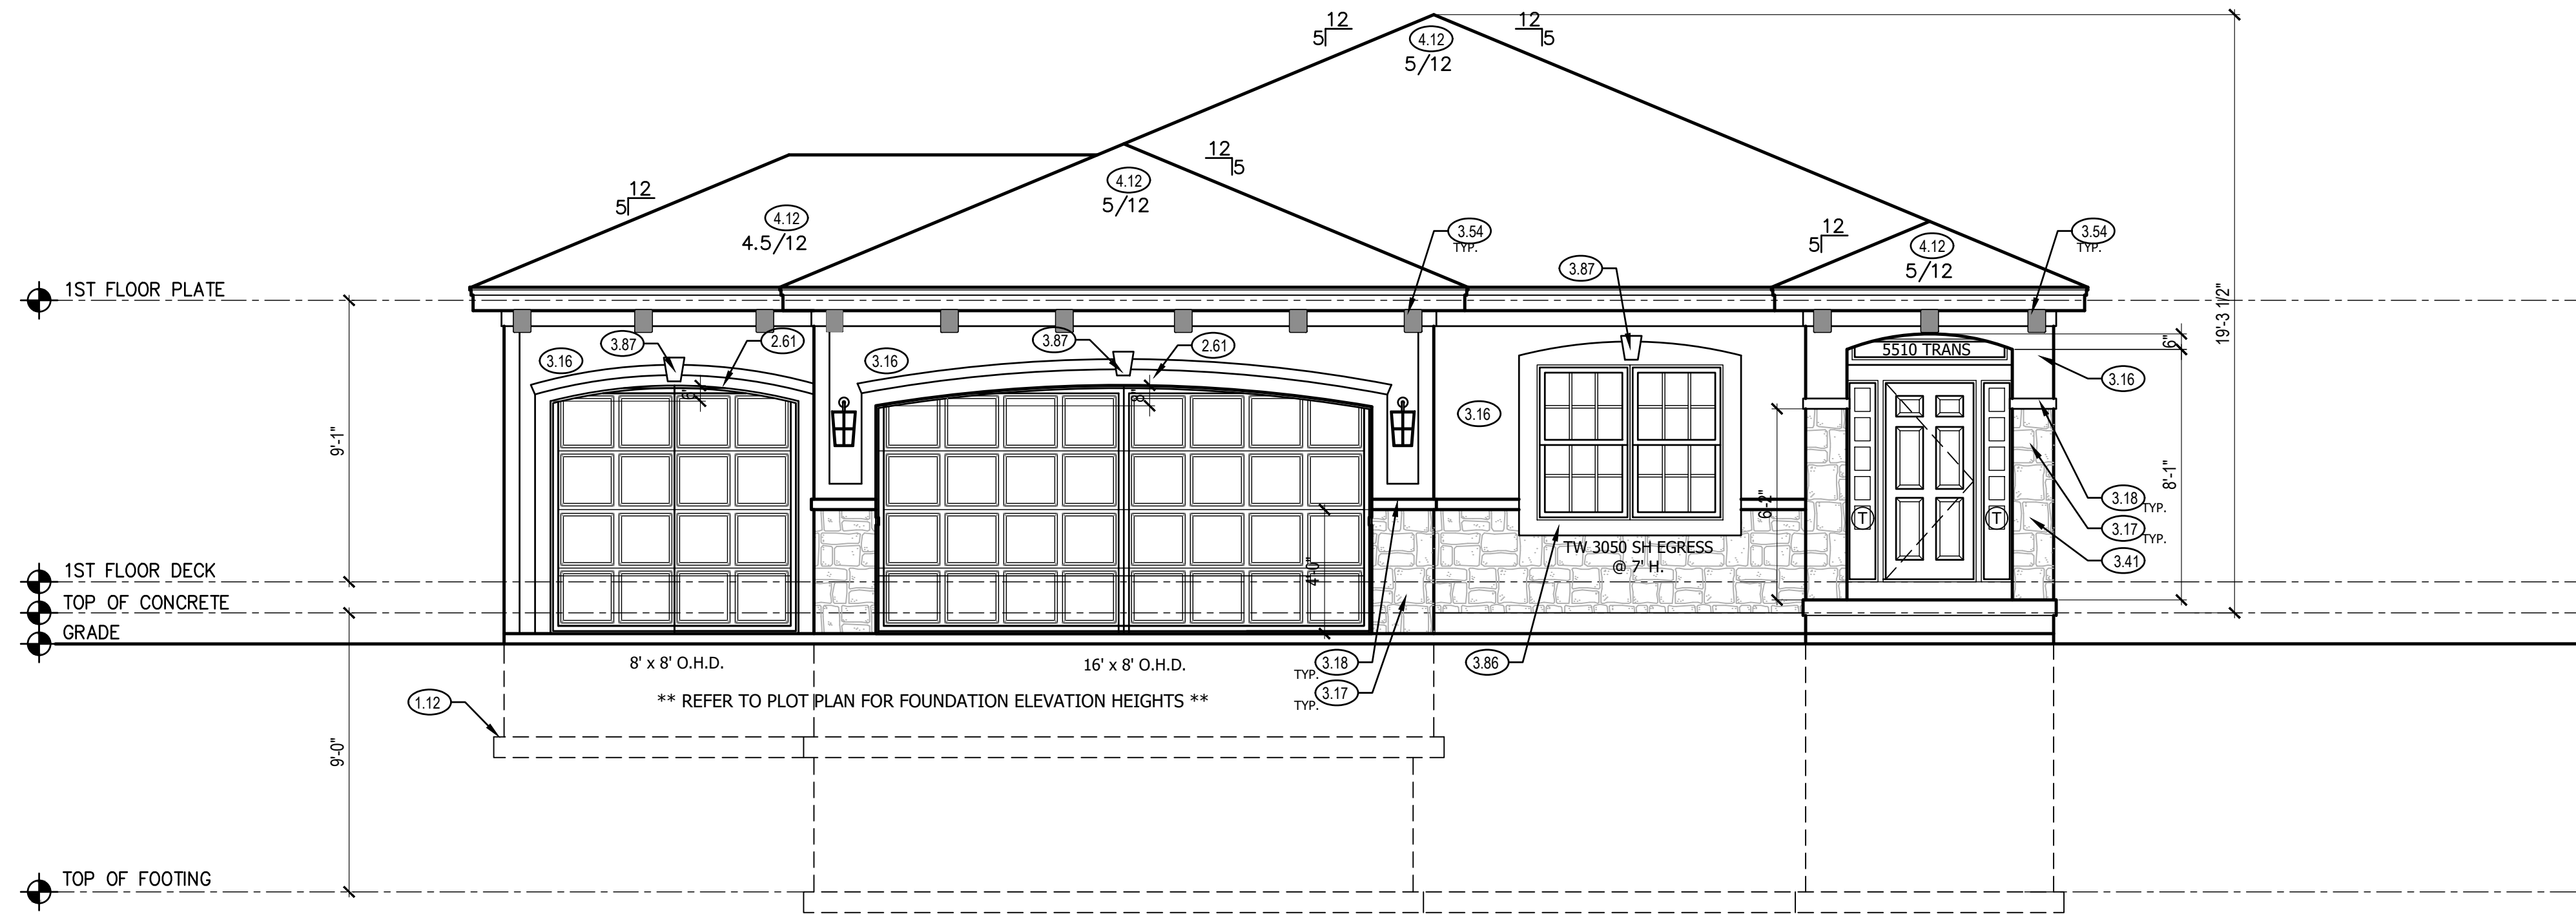 12
5
12
5
4.12
5/12
12
5
12
5
4.12
4.5/12
4.12
5/12
12
5
4.12
5/12
3.54
TYP.
3.54
TYP.
3.87
1ST FLOOR PLATE
19'-3 1/2"
3.16
3.87
2.61
3.16
3.87
2.61
6"
8"
5510 TRANS
6"
3.16
3.16
9'-1"
6'-2"
8'-1"
3.18
TYP.
3.17
TYP.
3.41
T
T
4'-0"
TW 3050 SH EGRESS
@ 7' H.
1ST FLOOR DECK
TOP OF CONCRETE
GRADE
8' x 8' O.H.D.
16' x 8' O.H.D.
3.18
TYP.
3.17
TYP.
3.86
1.12
** REFER TO PLOT PLAN FOR FOUNDATION ELEVATION HEIGHTS **
9'-0"
TOP OF FOOTING